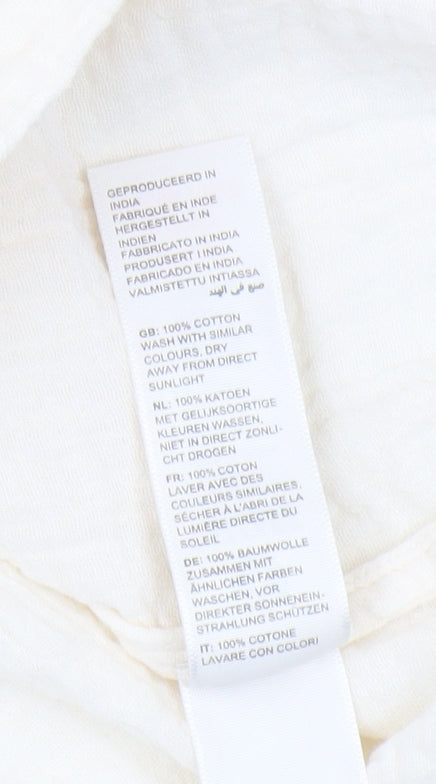 GEPRODUCEERD IN
INDIA
FABRIQUÉ EN INDE
HERGESTELLT IN
INDIEN
FABBRICATO IN INDIA
PRODUSERT I INDIA
FABRICADO EN INDIA
VALMISTETTU INTIASSA
صنع في الهند
GB: 100% COTTON
WASH WITH SIMILAR
COLOURS, DRY
AWAY FROM DIRECT
SUNLIGHT
NL: 100% KATOEN
MET GELIJKSOORTIGE
KLEUREN WASSEN,
NIET IN DIRECT ZONLI-
CHT DROGEN
FR: 100% COTON
LAVER AVEC DES
COULEURS SIMILAIRES,
SÉCHER À L'ABRI DE LA
LUMIÈRE DIRECTE DU
SOLEIL
DE: 100% BAUMWOLLE
ZUSAMMEN MIT
ÄHNLICHEN FARBEN
WASCHEN, VOR
DIREKTER SONNENEIN-
STRAHLUNG SCHÜTZEN
IT: 100% COTONE
LAVARE CON COLORI